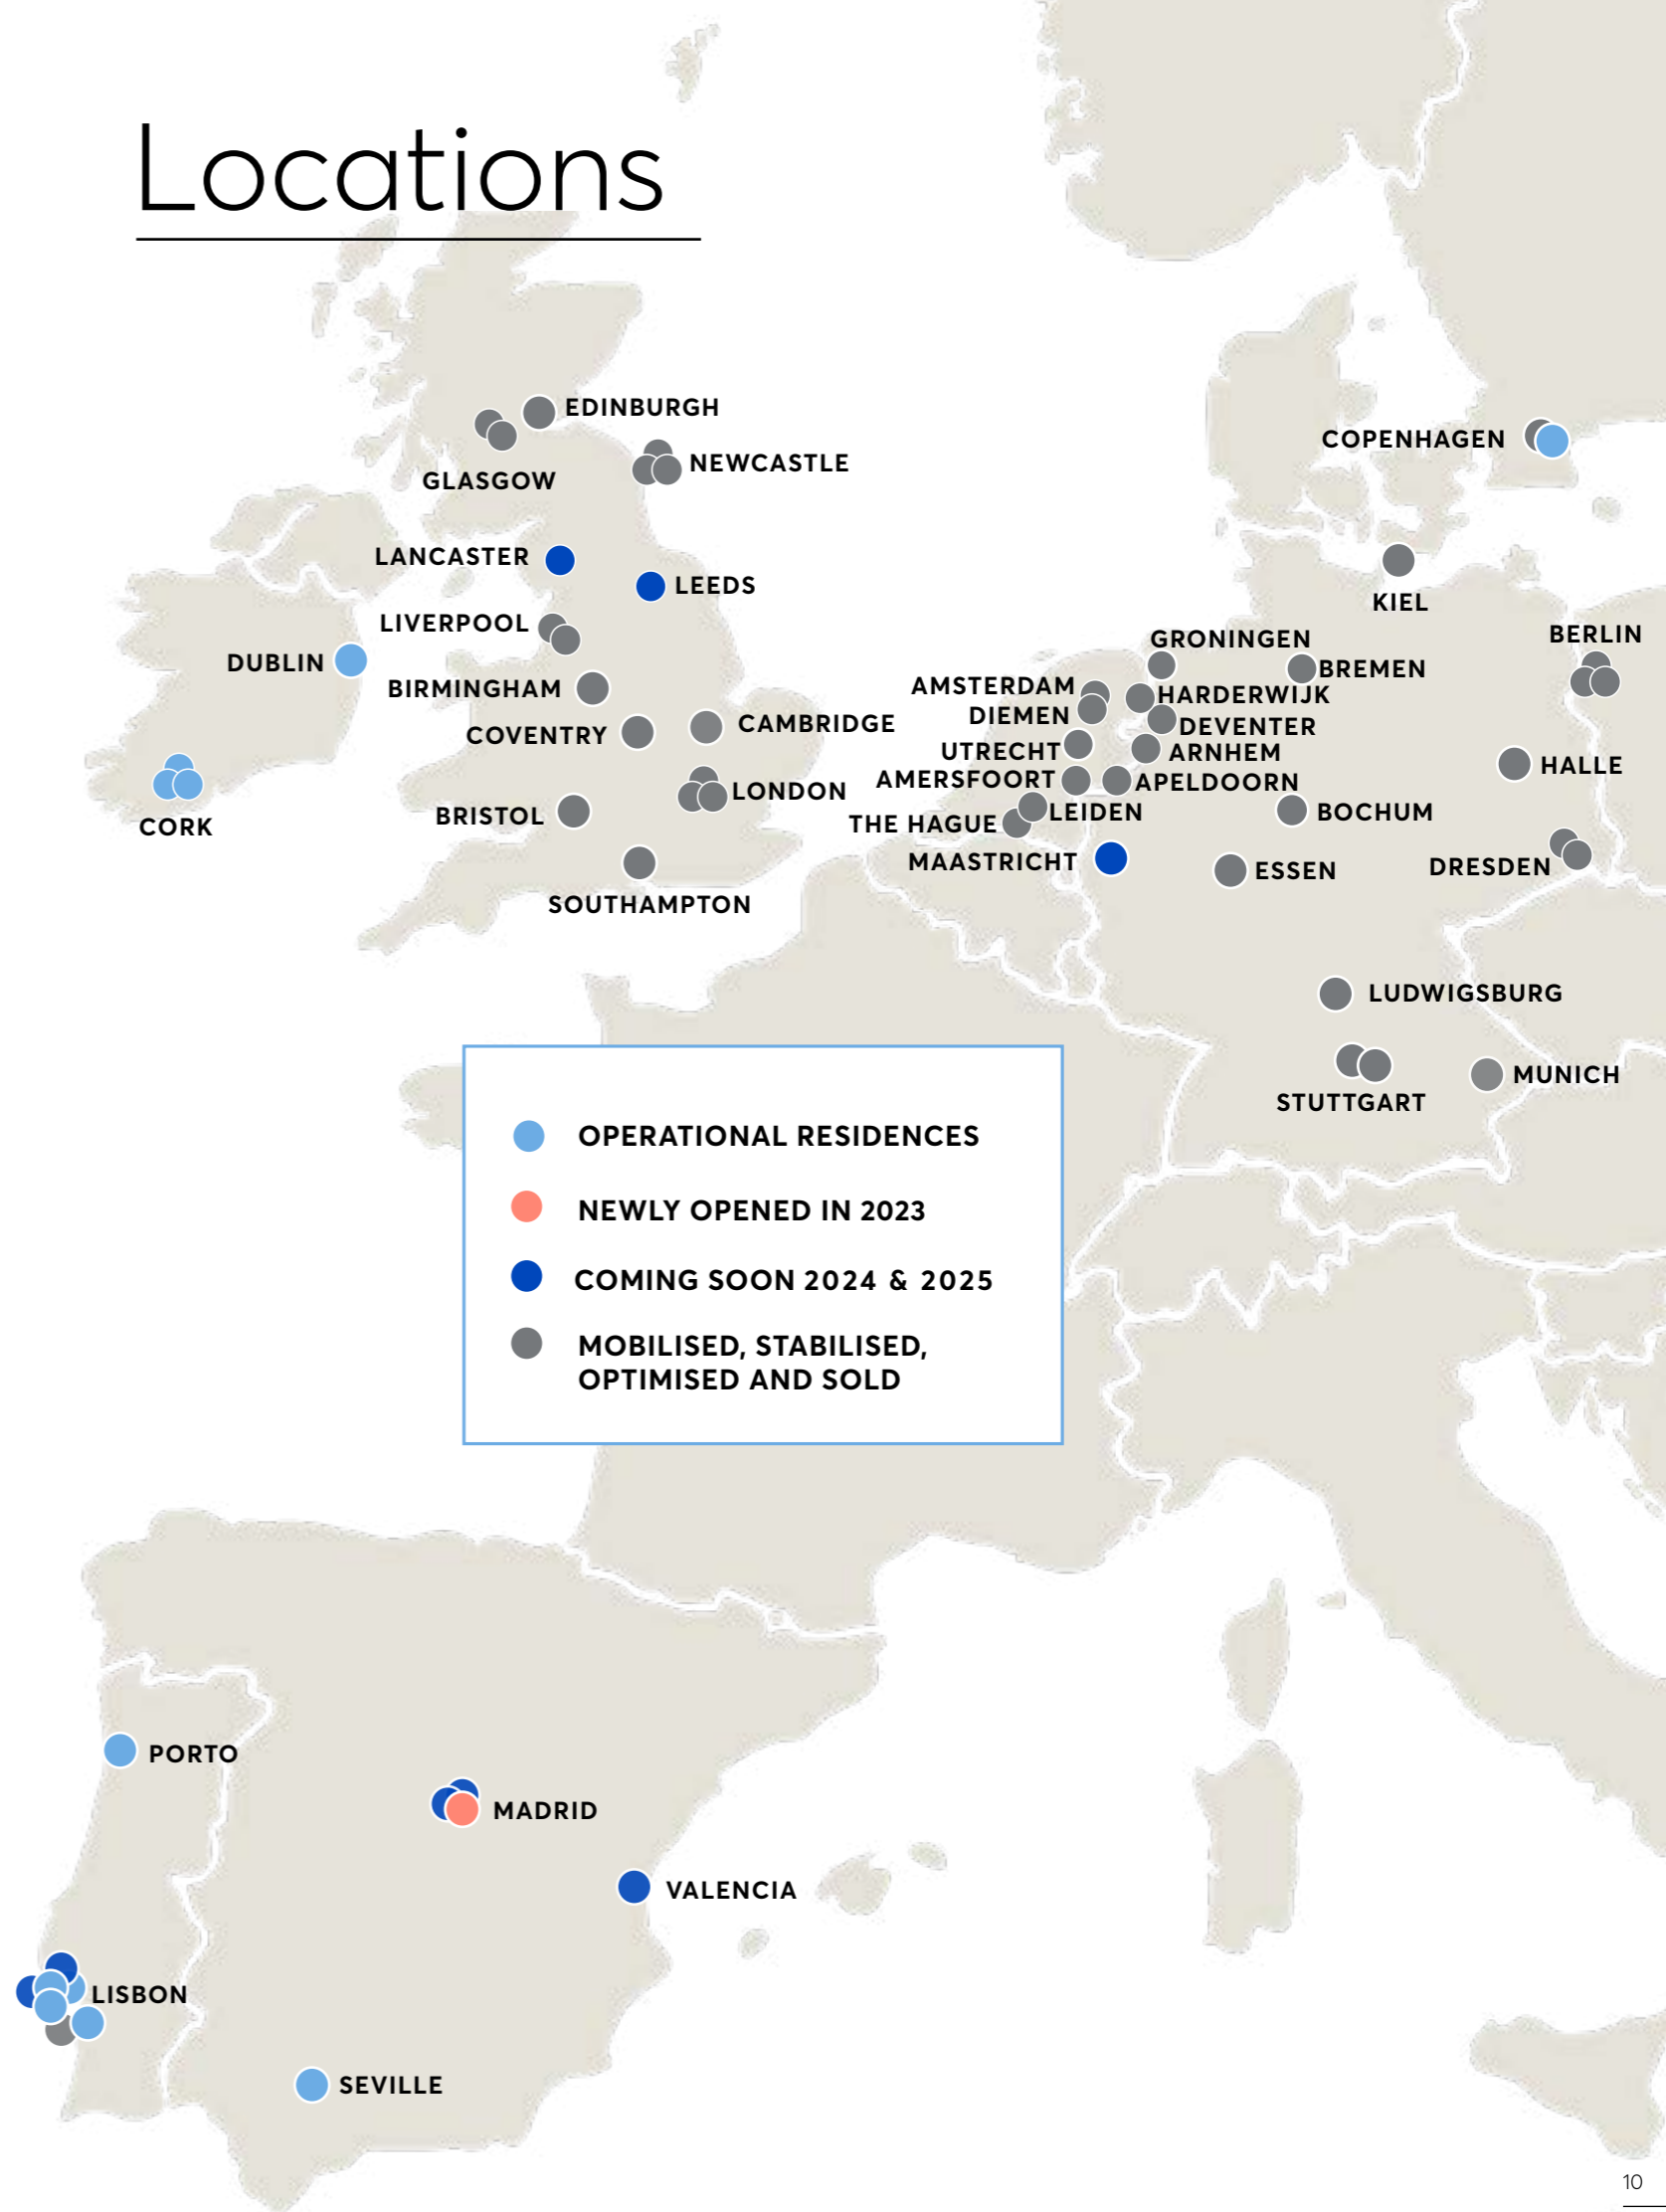 Locations
EDINBURGH
NEWCASTLE
GLASGOW
COPENHAGEN
LANCASTER
LEEDS
KIEL
LIVERPOOL
DUBLIN
BIRMINGHAM
COVENTRY
CAMBRIDGE
LONDON
BRISTOL
CORK
SOUTHAMPTON
GRONINGEN
BERLIN
BREMEN
AMSTERDAM
HARDERWIJK
DIEMEN
DEVENTER
UTRECHT
ARNHEM
HALLE
AMERSFOORT
APELDOORN
LEIDEN
BOCHUM
THE HAGUE
MAASTRICHT
ESSEN
DRESDEN
LUDWIGSBURG
MUNICH
STUTTGART
OPERATIONAL RESIDENCES
NEWLY OPENED IN 2023
COMING SOON 2024 & 2025
MOBILISED, STABILISED,
OPTIMISED AND SOLD
PORTO
MADRID
VALENCIA
LISBON
SEVILLE
10